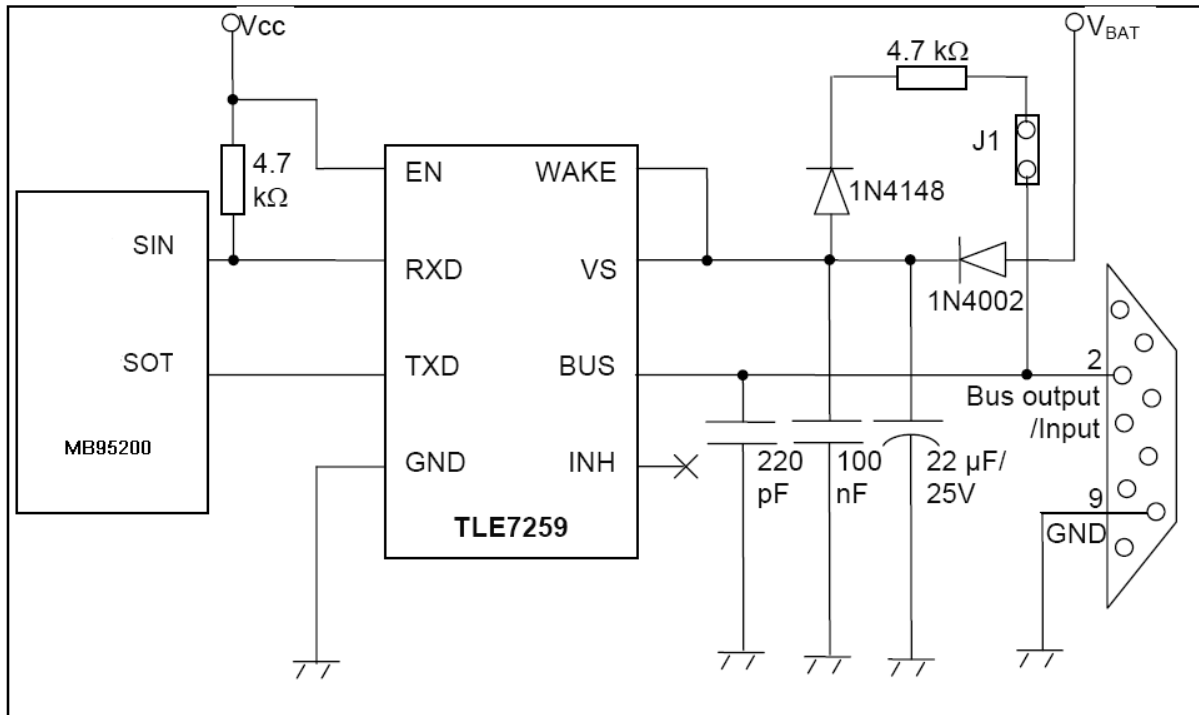 Vcc
V_BAT
4.7 kΩ
4.7
kΩ
J1
EN
WAKE
1N4148
SIN
RXD
VS
1N4002
SOT
TXD
BUS
2
Bus output
/Input
MB95200
GND
INH
220
pF
100
nF
22 µF/
25V
9
GND
TLE7259